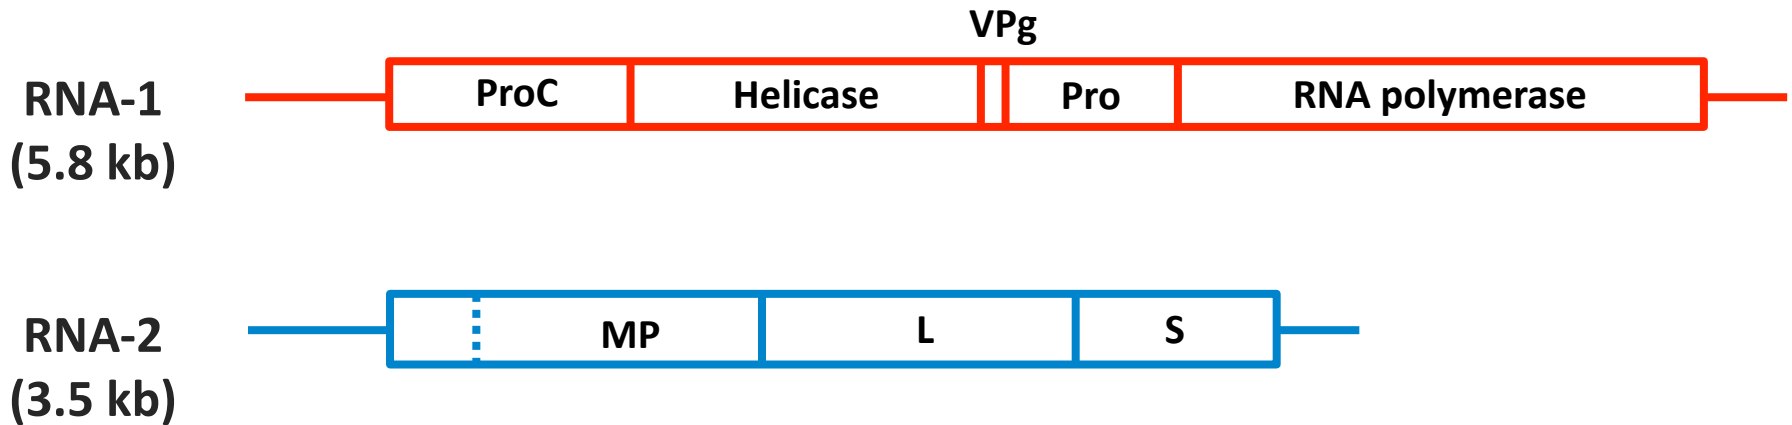 VPg
RNA-1
(5.8 kb)
ProC Helicase Pro RNA polymerase
RNA-2
(3.5 kb)
MP L S